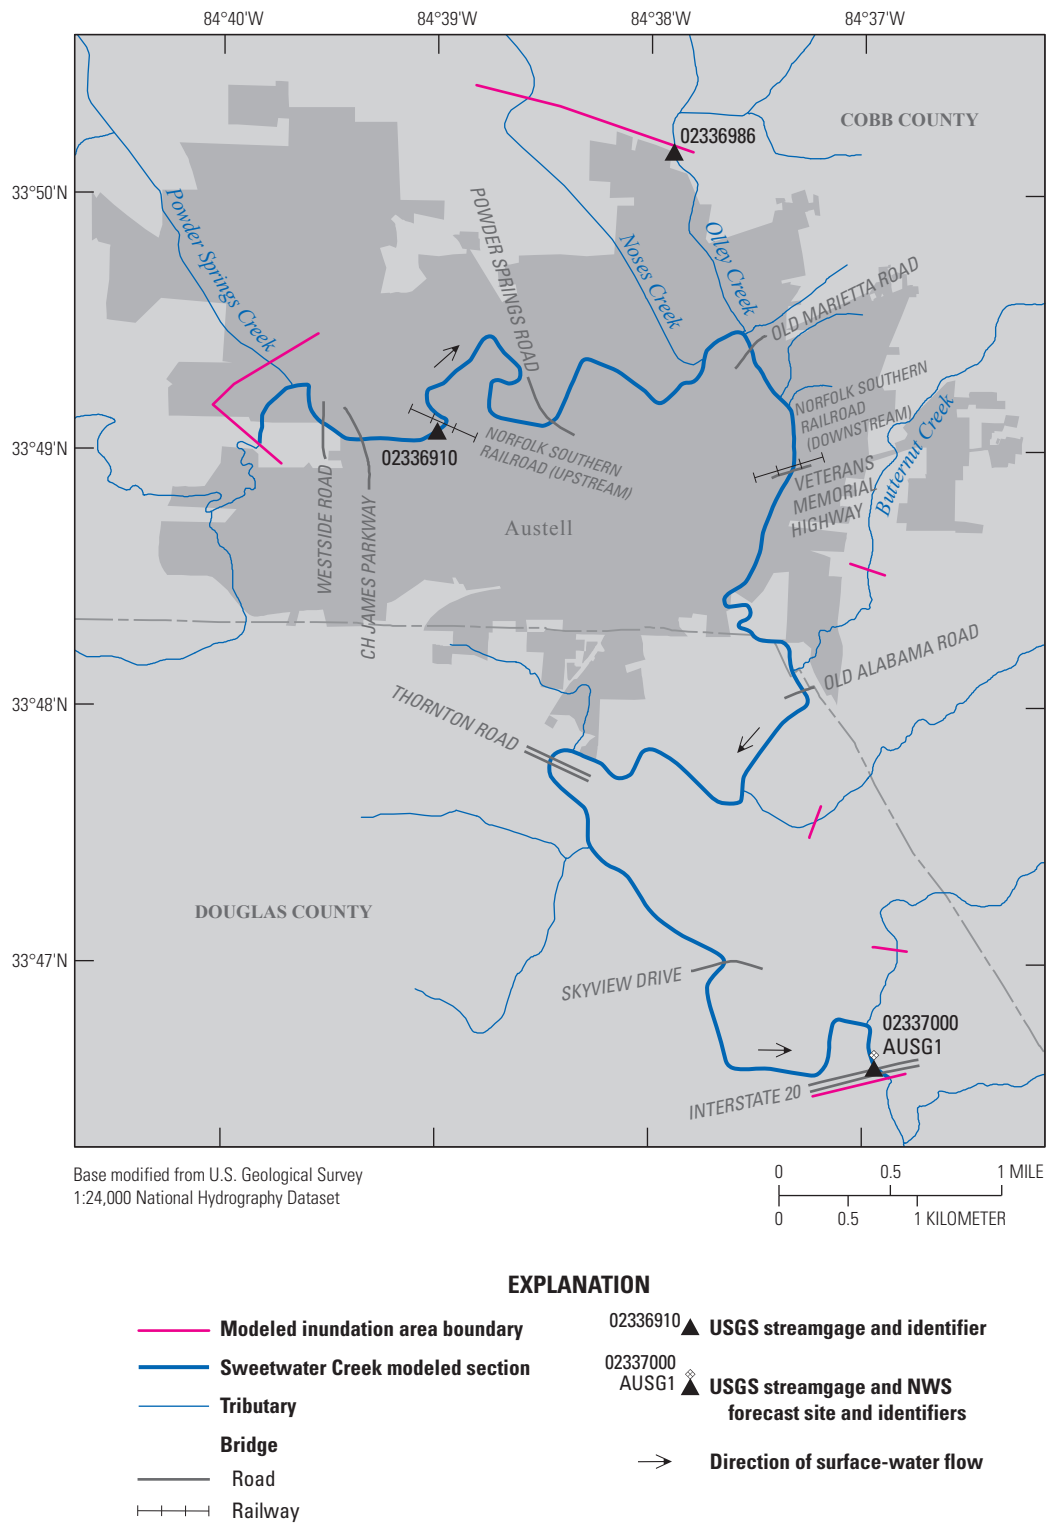 84°40'W
84°39'W
84°38'W
84°37'W
COBB COUNTY
02336986
33°50'N
Powder Springs Creek
POWDER SPRINGS ROAD
Noses Creek
Olley Creek
OLD MARIETTA ROAD
NORFOLK SOUTHERN
RAILROAD
(DOWNSTREAM)
Butternut Creek
33°49'N
02336910
NORFOLK SOUTHERN
RAILROAD (UPSTREAM)
VETERANS
MEMORIAL
HIGHWAY
WESTSIDE ROAD
CH JAMES PARKWAY
Austell
OLD ALABAMA ROAD
33°48'N
THORNTON ROAD
DOUGLAS COUNTY
33°47'N
SKYVIEW DRIVE
02337000
AUSG1
INTERSTATE 20
Base modified from U.S. Geological Survey
1:24,000 National Hydrography Dataset
0 0.5 1 MILE
0 0.5 1 KILOMETER
EXPLANATION
Modeled inundation area boundary
Sweetwater Creek modeled section
Tributary
Bridge
Road
Railway
02336910 USGS streamgage and identifier
02337000
AUSG1 USGS streamgage and NWS
forecast site and identifiers
Direction of surface-water flow